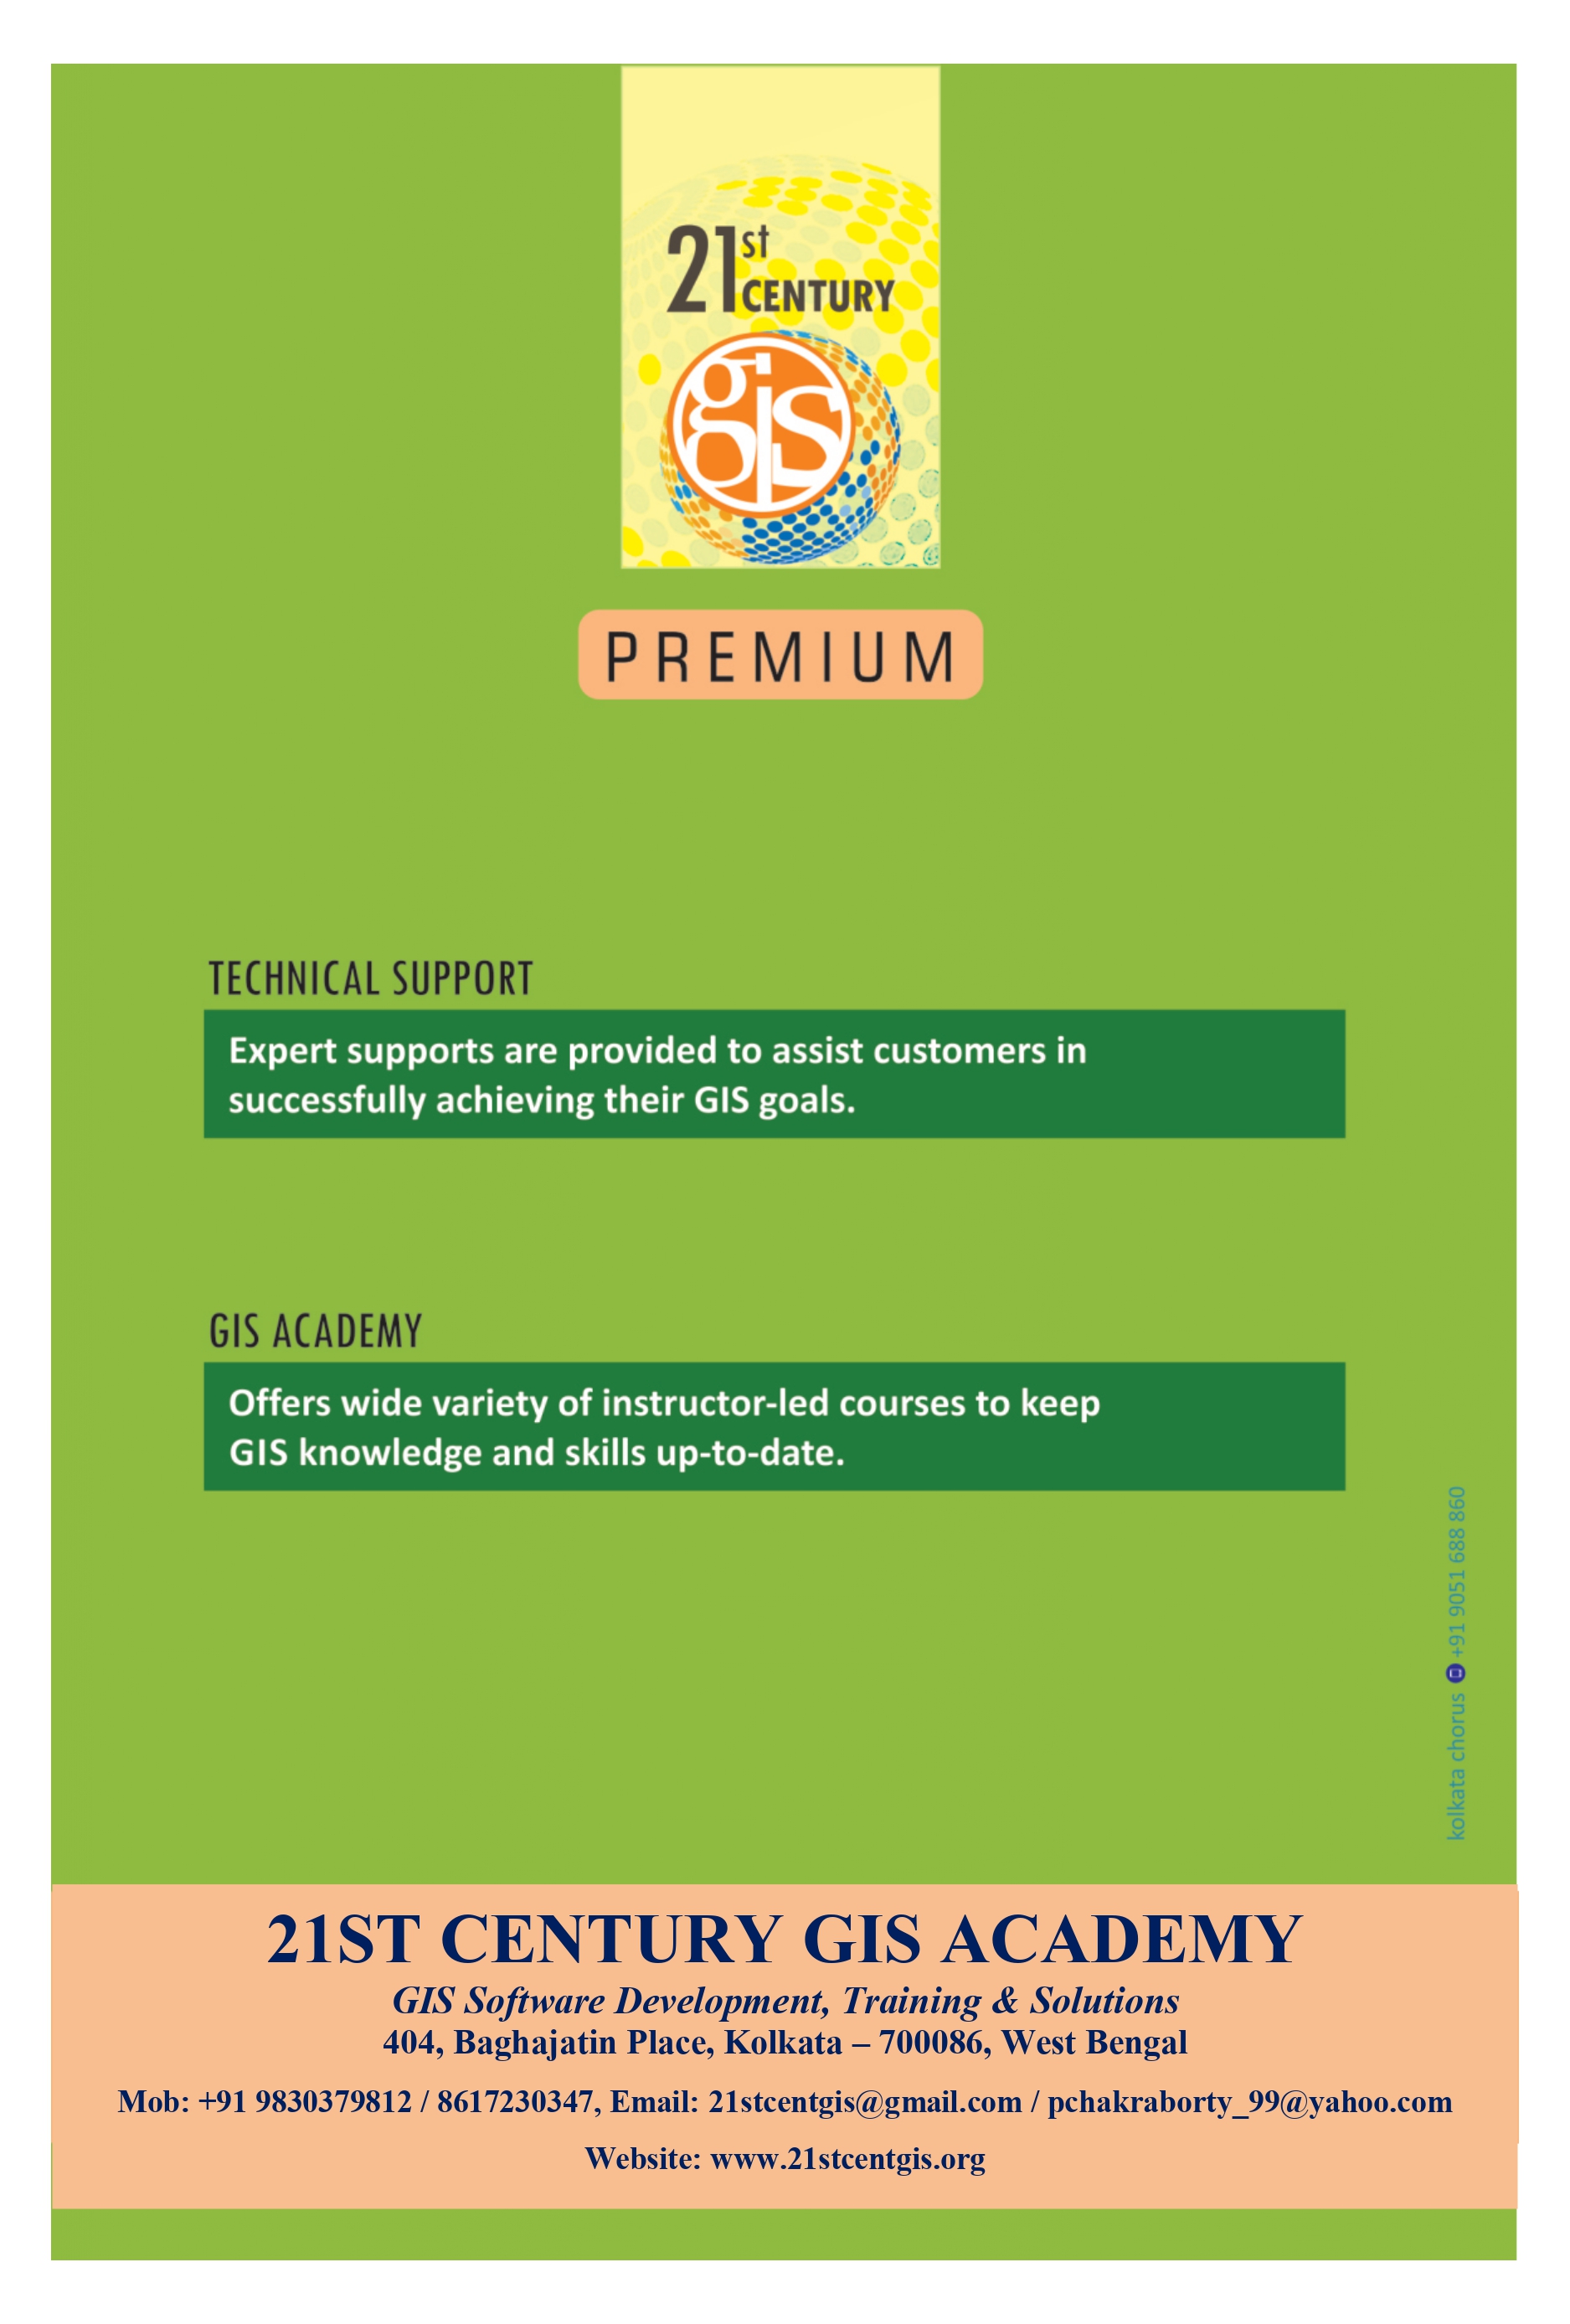 21st
CENTURY
gis
PREMIUM
TECHNICAL SUPPORT
Expert supports are provided to assist customers in
successfully achieving their GIS goals.
GIS ACADEMY
Offers wide variety of instructor-led courses to keep
GIS knowledge and skills up-to-date.
kolkata chorus +91 9051 688 860
21ST CENTURY GIS ACADEMY
GIS Software Development, Training & Solutions
404, Baghajatin Place, Kolkata – 700086, West Bengal
Mob: +91 9830379812 / 8617230347, Email: 21stcentgis@gmail.com / pchakraborty_99@yahoo.com
Website: www.21stcentgis.org